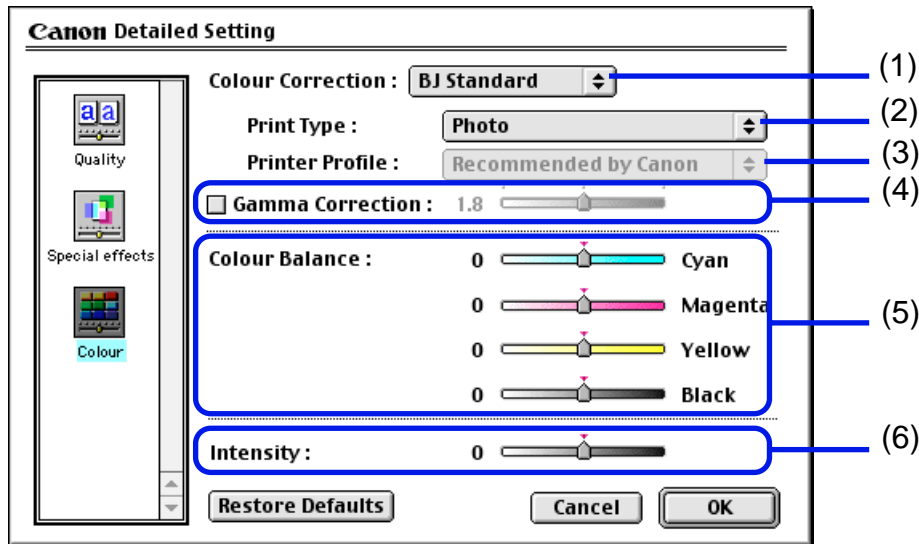 Canon Detailed Setting
Colour Correction : BJ Standard (1)
Print Type : Photo (2)
Printer Profile : Recommended by Canon (3)
Gamma Correction : 1.8 (4)
aa
Quality
Special effects
Colour
Colour Balance : 0 Cyan
0 Magenta
(5)
0 Yellow
0 Black
Intensity : 0 (6)
Restore Defaults Cancel OK